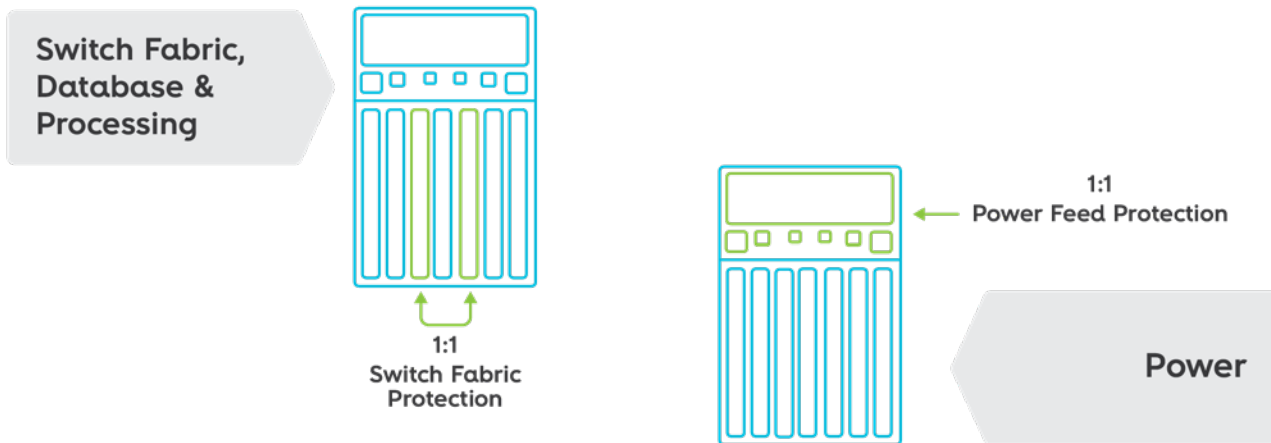 Switch Fabric,
Database &
Processing
1:1
Switch Fabric
Protection
1:1
Power Feed Protection
Power